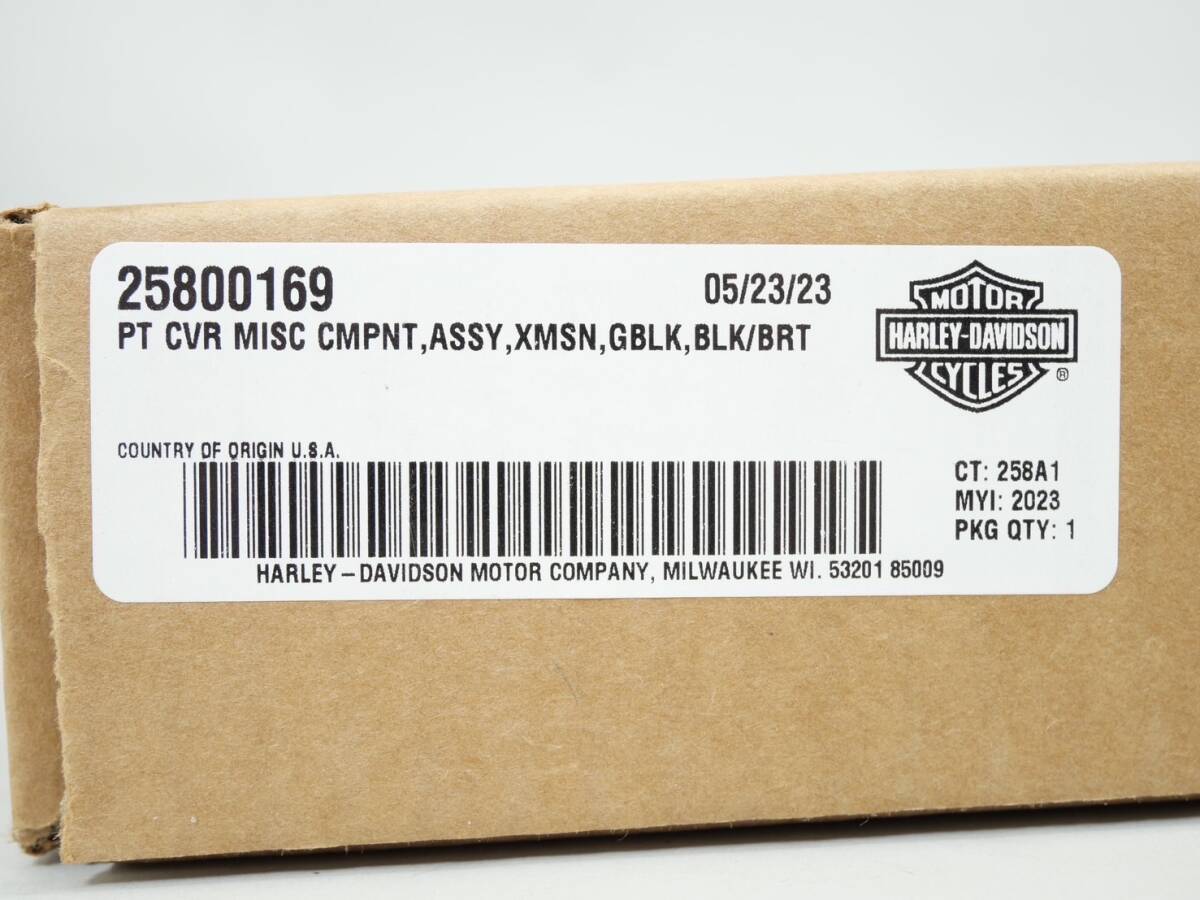 25800169 05/23/23
PT CVR MISC CMPNT,ASSY,XMSN,GBLK,BLK/BRT
MOTOR
HARLEY-DAVIDSON
CYCLES
®
COUNTRY OF ORIGIN U.S.A.
CT: 258A1
MYI: 2023
PKG QTY: 1
HARLEY-DAVIDSON MOTOR COMPANY, MILWAUKEE WI. 53201 85009